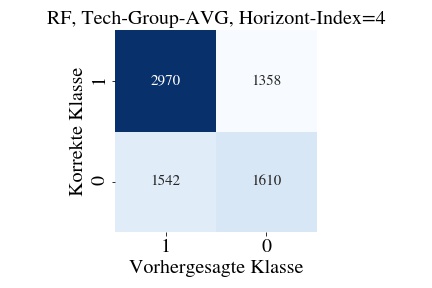 RF, Tech-Group-AVG, Horizont-Index=4
Korrekte Klasse
1
2970 1358
0
1542 1610
1 0
Vorhergesagte Klasse